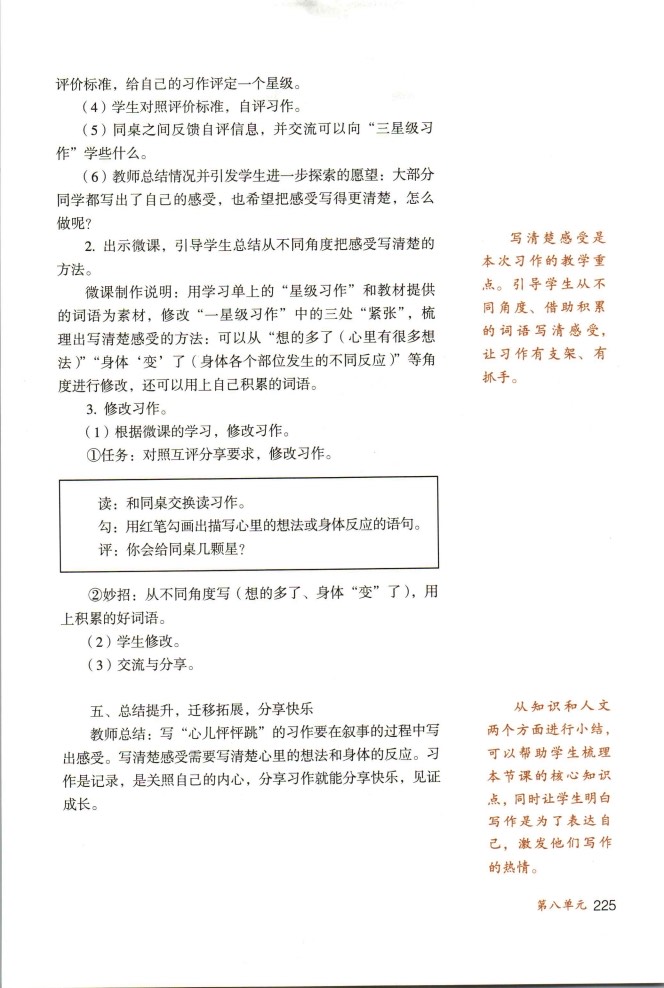 评价标准，给自己的习作评定一个星级。
（4）学生对照评价标准，自评习作。
（5）同桌之间反馈自评信息，并交流可以向“三星级习
作”学些什么。
（6）教师总结情况并引发学生进一步探索的愿望：大部分
同学都写出了自己的感受，也希望把感受写得更清楚，怎么
做呢？
2. 出示微课，引导学生总结从不同角度把感受写清楚的
方法。
微课制作说明：用学习单上的“星级习作”和教材提供
的词语为素材，修改“一星级习作”中的三处“紧张”，梳
理出写清楚感受的方法：可以从“想的多了（心里有很多想
法）”“身体‘变’了（身体各个部位发生的不同反应）”等角
度进行修改，还可以用上自己积累的词语。
3. 修改习作。
（1）根据微课的学习，修改习作。
①任务：对照互评分享要求，修改习作。
读：和同桌交换读习作。
勾：用红笔勾画出描写心里的想法或身体反应的语句。
评：你会给同桌几颗星？
②妙招：从不同角度写（想的多了、身体“变”了），用
上积累的好词语。
（2）学生修改。
（3）交流与分享。
五、总结提升，迁移拓展，分享快乐
教师总结：写“心儿怦怦跳”的习作要在叙事的过程中写
出感受。写清楚感受需要写清楚心里的想法和身体的反应。习
作是记录，是关照自己的内心，分享习作就能分享快乐，见证
成长。
写清楚感受是
本次习作的教学重
点。引导学生从不
同角度、借助积累
的词语写清感受，
让习作有支架、有
抓手。
从知识和人文
两个方面进行小结，
可以帮助学生梳理
本节课的核心知识
点，同时让学生明白
写作是为了表达自
己，激发他们写作
的热情。
第八单元 225